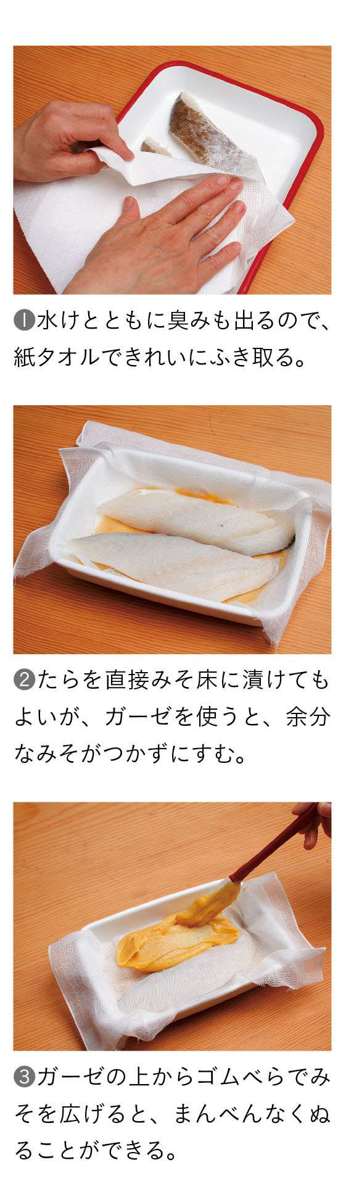 ❶水けとともに臭みも出るので、
紙タオルできれいにふき取る。
❷たらを直接みそ床に漬けても
よいが、ガーゼを使うと、余分
なみそがつかずにすむ。
❸ガーゼの上からゴムべらでみ
そを広げると、まんべんなくぬ
ることができる。